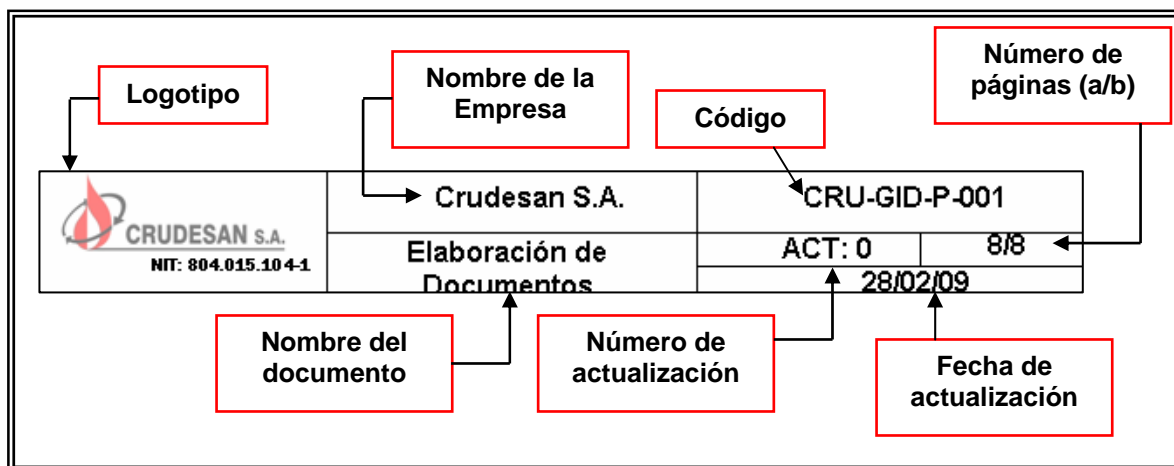 Logotipo
Nombre de la
Empresa
Código
Número de
páginas (a/b)
CRUDESAN S.A.
NIT: 804.015.104-1
Crudesan S.A.
CRU-GID-P-001
Elaboración de
Documentos
ACT: 0
8/8
28/02/09
Nombre del
documento
Número de
actualización
Fecha de
actualización